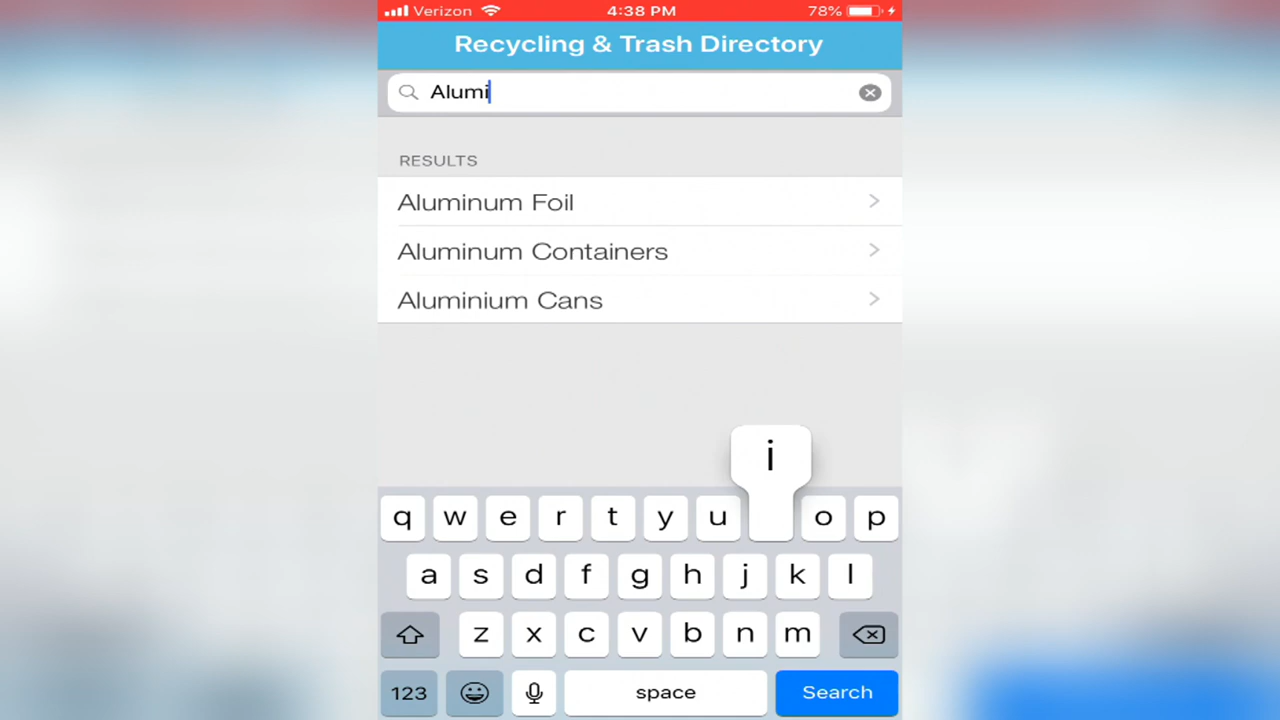 Verizon 4:38 PM 78%
Recycling & Trash Directory
Alumi
RESULTS
Aluminum Foil
Aluminum Containers
Aluminium Cans
i
q w e r t y u o p
a s d f g h j k l
z x c v b n m
123 space Search